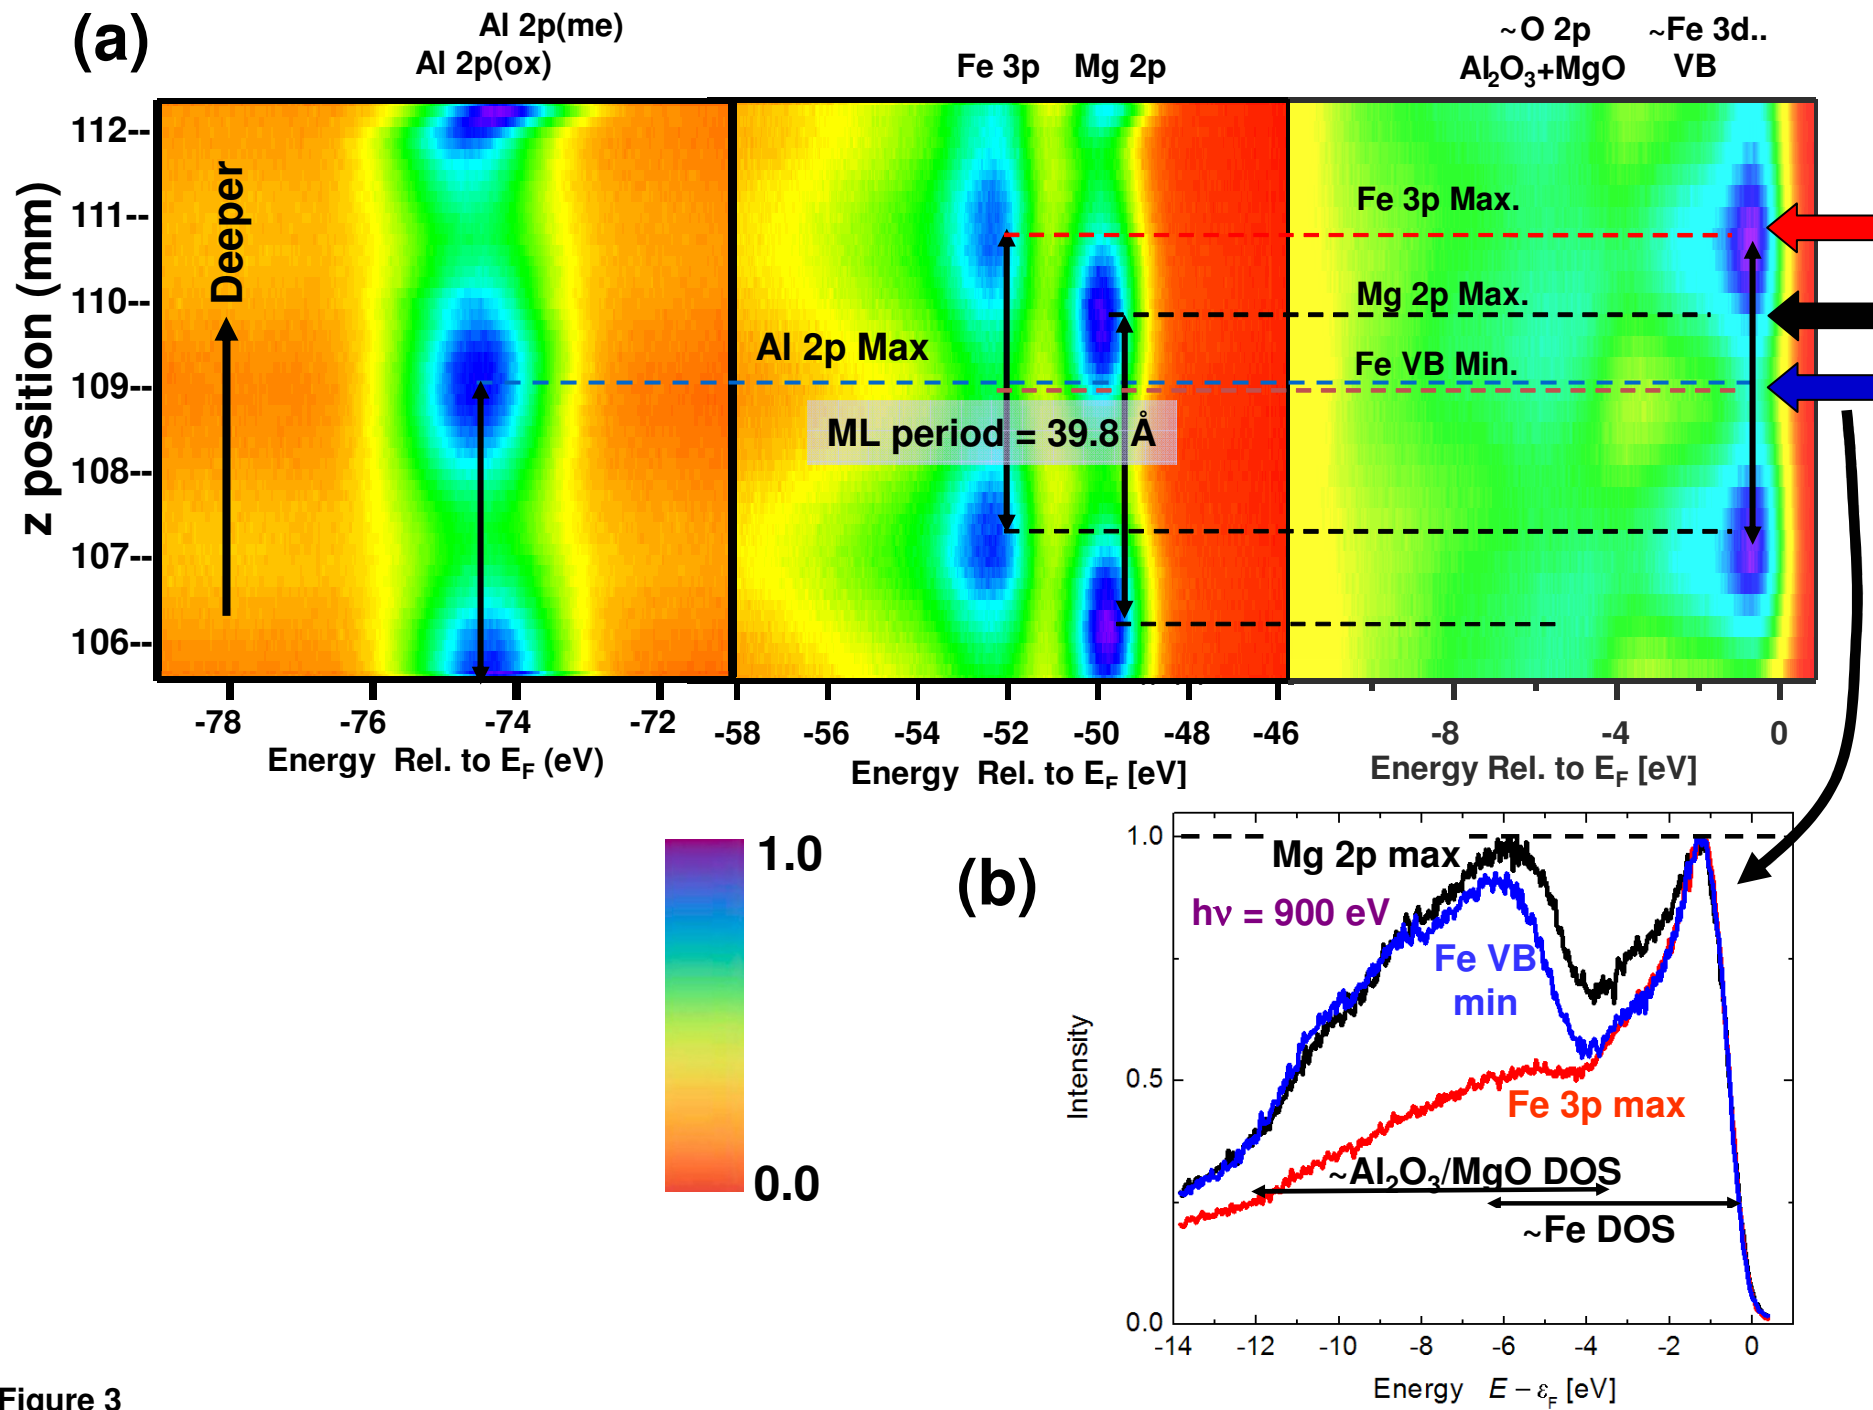 (a)
Al 2p(me)
Al 2p(ox)
Fe 3p Mg 2p
~O 2p ~Fe 3d..
Al₂O₃+MgO VB
z position (mm)
112--
111--
110--
109--
108--
107--
106--
Deeper
Fe 3p Max.
Mg 2p Max.
Al 2p Max
Fe VB Min.
ML period = 39.8 Å
-78 -76 -74 -72
Energy Rel. to E_F (eV)
-58 -56 -54 -52 -50 -48 -46
Energy Rel. to E_F [eV]
-8 -4 0
Energy Rel. to E_F [eV]
1.0
0.0
(b)
1.0
0.5
0.0
Intensity
Mg 2p max
hν = 900 eV
Fe VB
min
Fe 3p max
~Al₂O₃/MgO DOS
~Fe DOS
-14 -12 -10 -8 -6 -4 -2 0
Energy E – ε_F [eV]
Figure 3